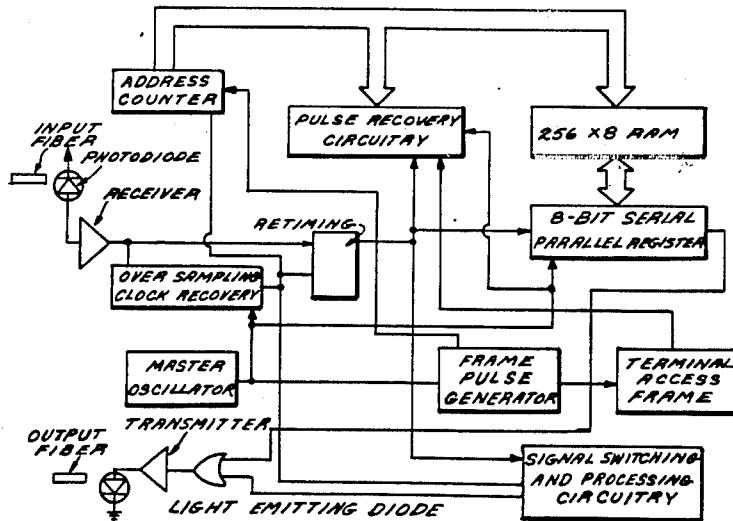 ADDRESS
COUNTER
PULSE RECOVERY
CIRCUITRY
256 X8 RAM
INPUT
FIBER
PHOTODIODE
RECEIVER
RETIMING
8-BIT SERIAL
PARALLEL REGISTER
OVER SAMPLING
CLOCK RECOVERY
MASTER
OSCILLATOR
FRAME
PULSE
GENERATOR
TERMINAL
ACCESS
FRAME
TRANSMITTER
OUTPUT
FIBER
SIGNAL SWITCHING
AND PROCESSING
CIRCUITRY
LIGHT EMITTING DIODE